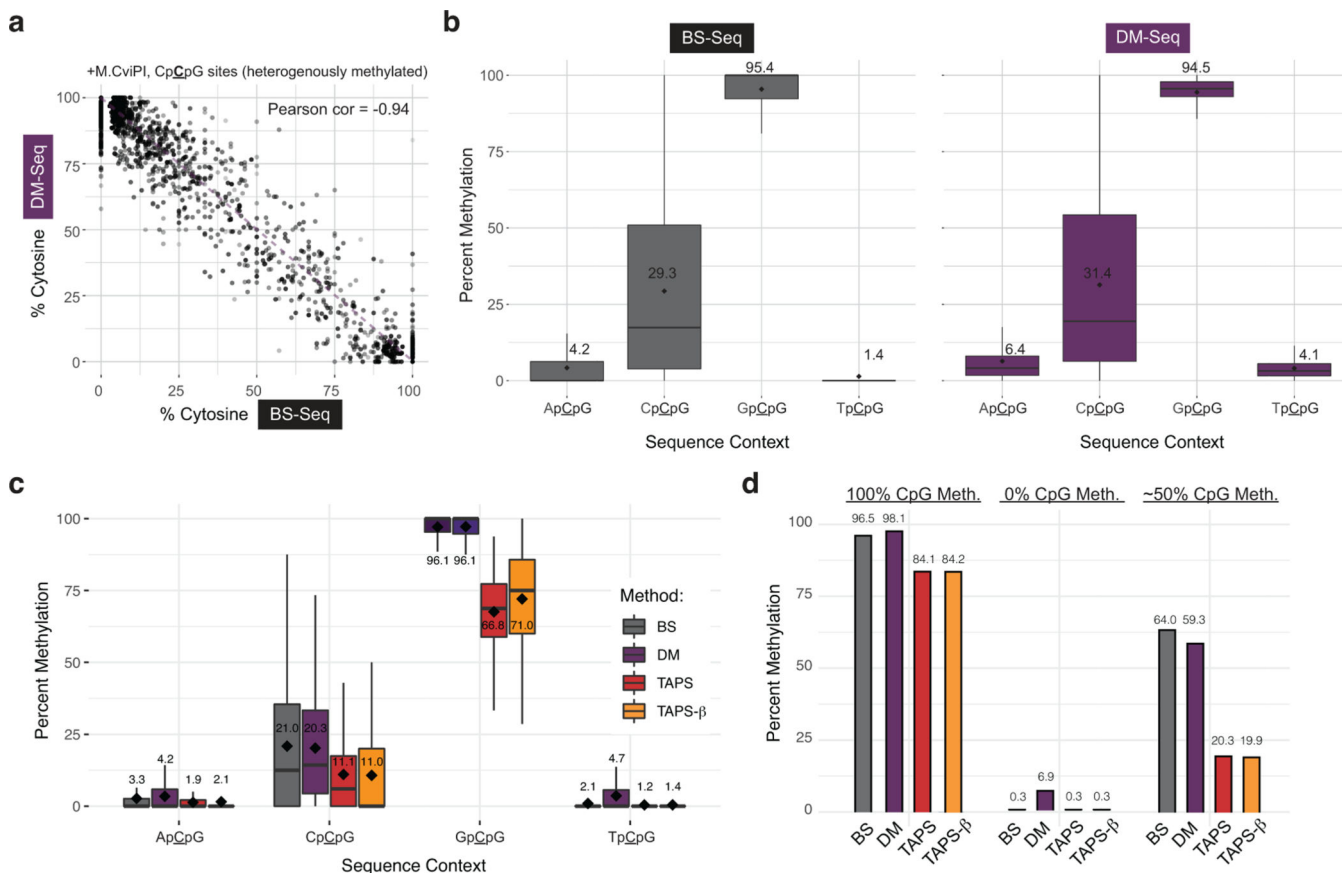 a
+M.CviPI, CpCpG sites (heterogenously methylated)
Pearson cor = -0.94
100
75
50
25
0
% Cytosine DM-Seq
0 25 50 75 100
% Cytosine BS-Seq
b
BS-Seq
DM-Seq
Percent Methylation
100
75
50
25
0
4.2
29.3
95.4
1.4
ApCpG CpCpG GpCpG TpCpG
Sequence Context
6.4
31.4
94.5
4.1
ApCpG CpCpG GpCpG TpCpG
Sequence Context
c
Percent Methylation
100
75
50
25
0
3.3 4.2 1.9 2.1
21.0 20.3 11.1 11.0
96.1 96.1 66.8 71.0
2.1 4.7 1.2 1.4
Method:
BS
DM
TAPS
TAPS-β
ApCpG CpCpG GpCpG TpCpG
Sequence Context
d
100% CpG Meth. 0% CpG Meth. ~50% CpG Meth.
Percent Methylation
100
75
50
25
0
96.5 98.1 84.1 84.2
0.3 6.9 0.3 0.3
64.0 59.3 20.3 19.9
BS DM TAPS TAPS-β
BS DM TAPS TAPS-β
BS DM TAPS TAPS-β